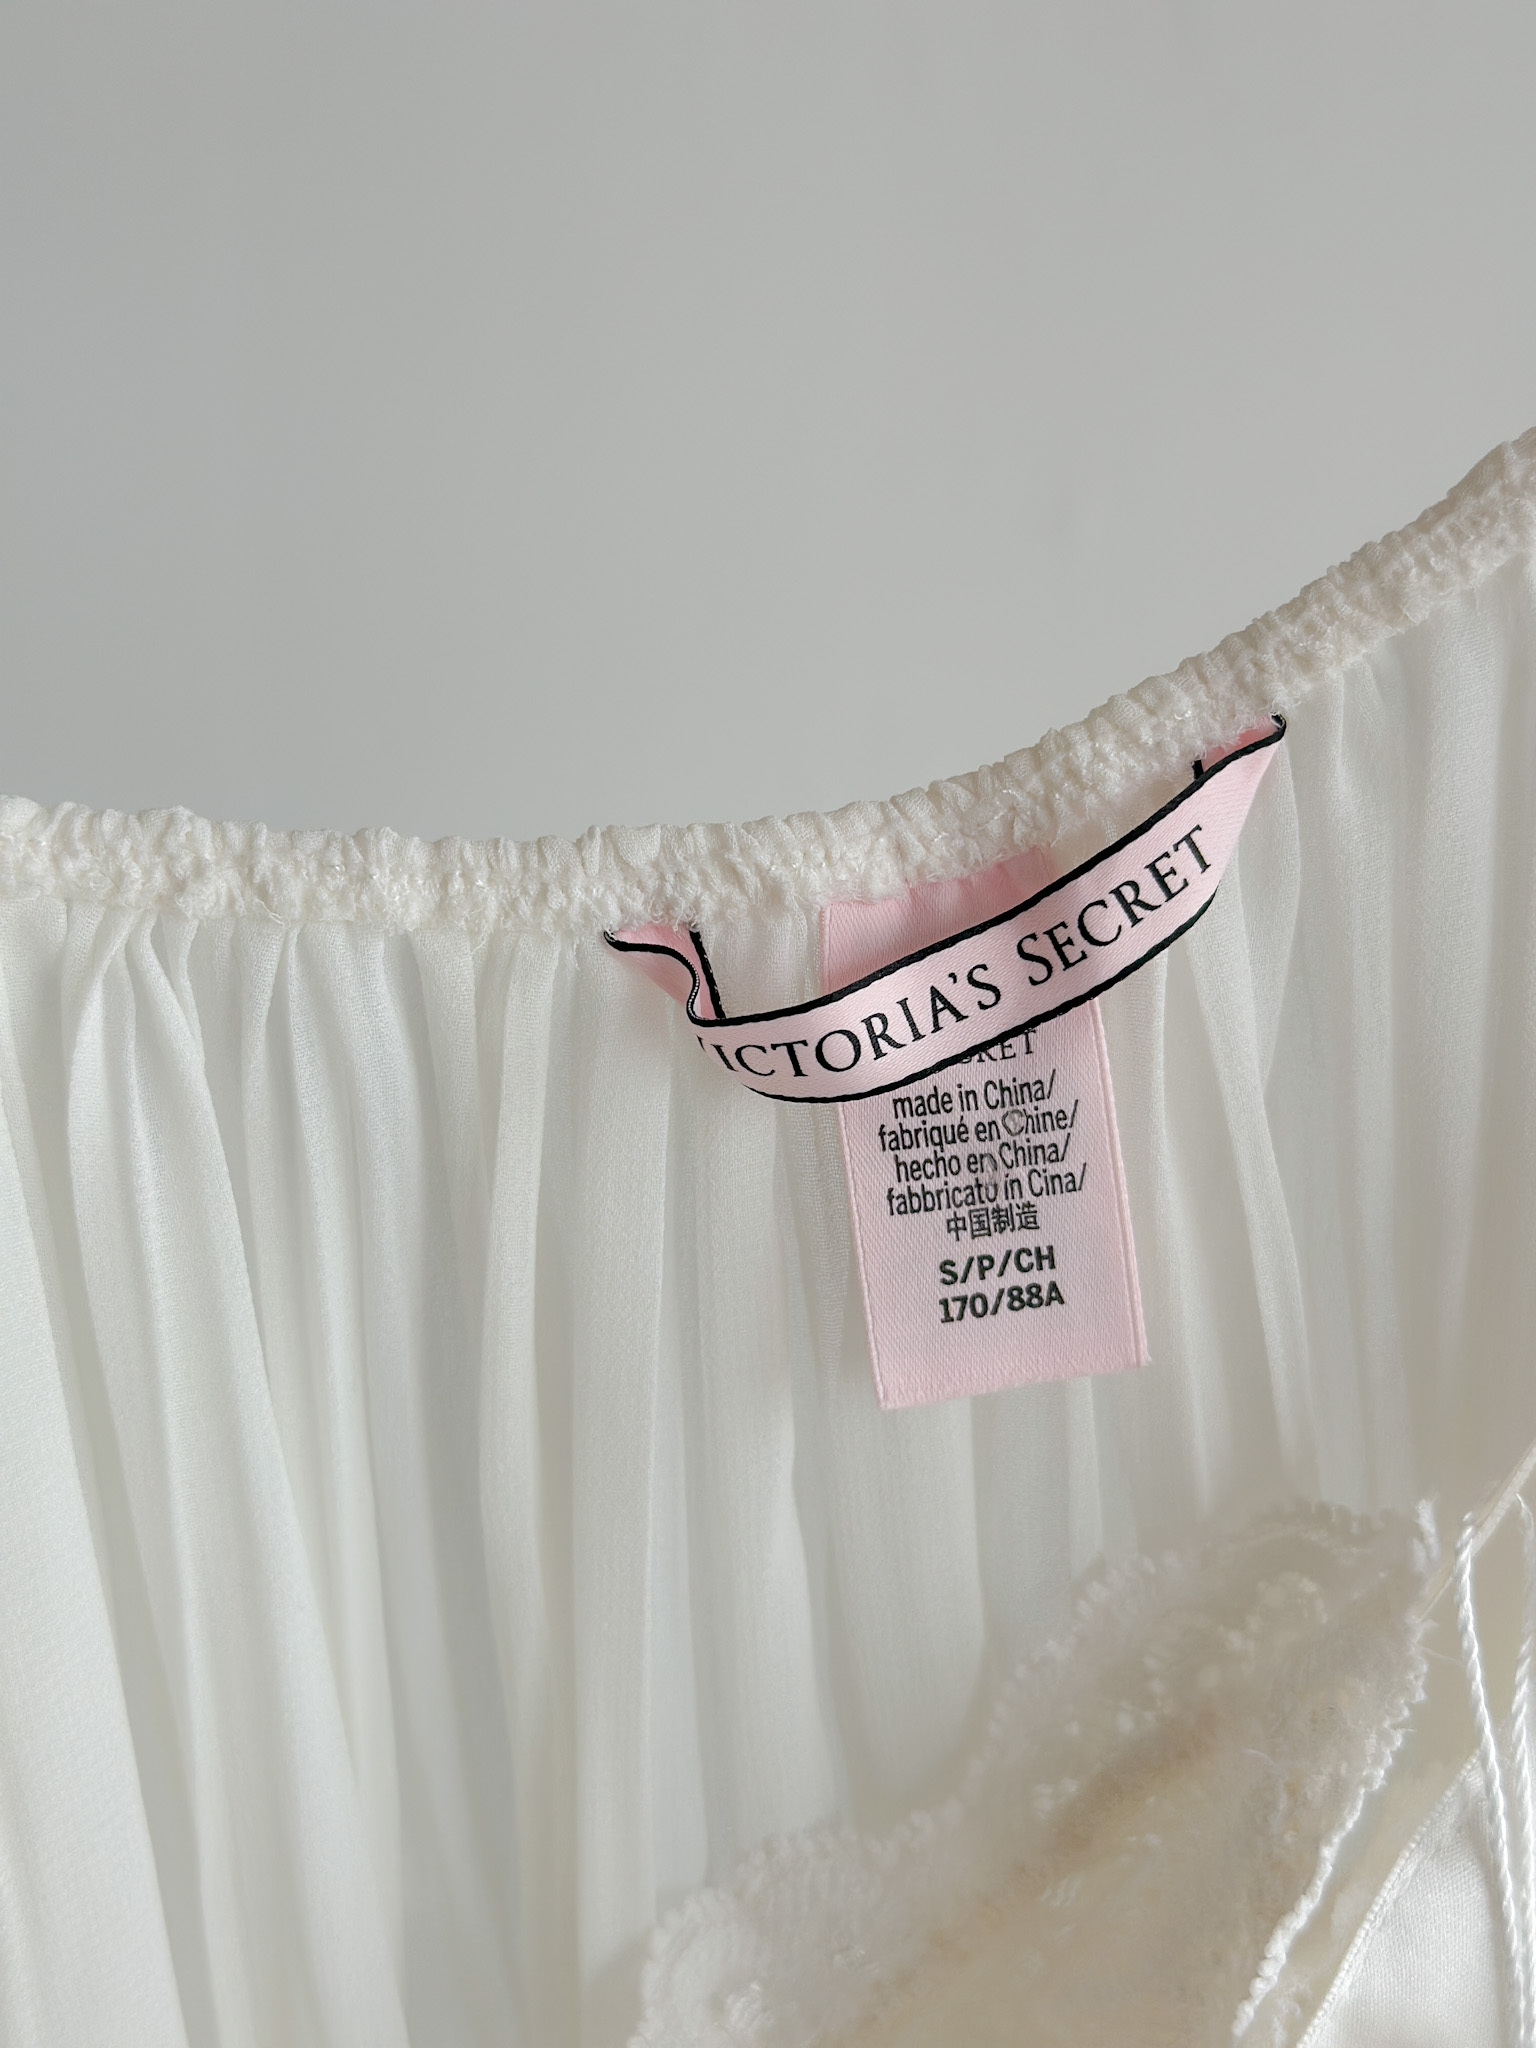 VICTORIA'S SECRET
made in China/
fabriqué en Chine/
hecho en China/
fabbricato in Cina/
中国制造
S/P/CH
170/88A